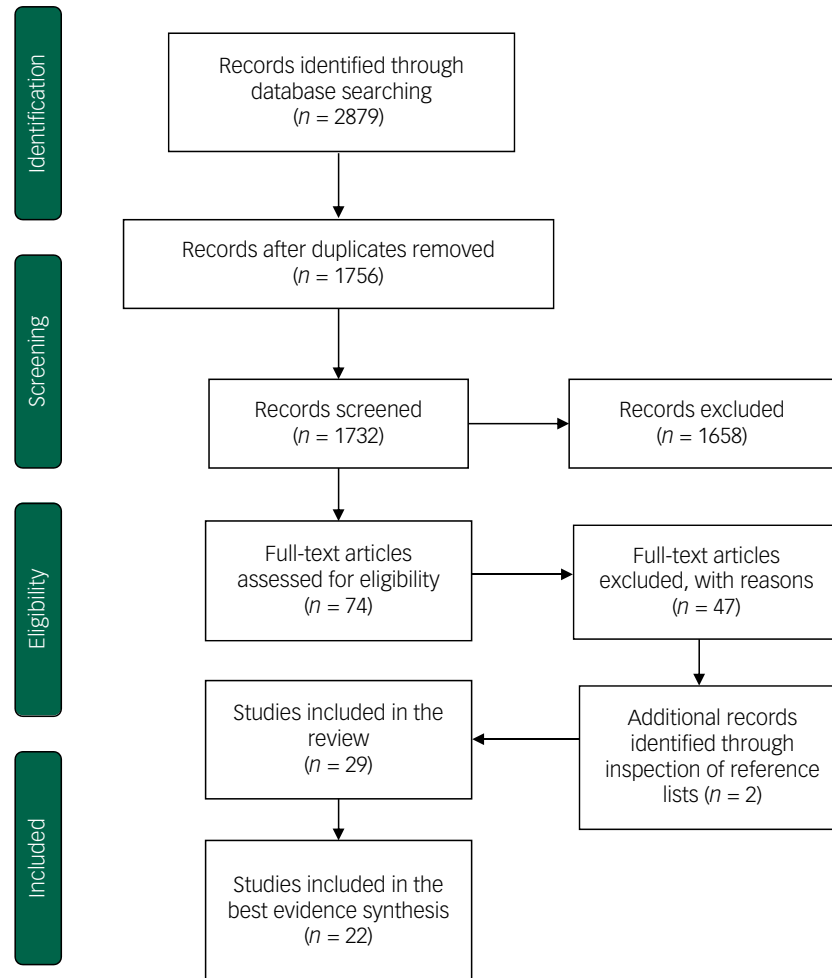 Identification
Records identified through
database searching
(n = 2879)
Records after duplicates removed
(n = 1756)
Screening
Records screened
(n = 1732)
Records excluded
(n = 1658)
Eligibility
Full-text articles
assessed for eligibility
(n = 74)
Full-text articles
excluded, with reasons
(n = 47)
Additional records
identified through
inspection of reference
lists (n = 2)
Studies included in the
review
(n = 29)
Included
Studies included in the
best evidence synthesis
(n = 22)